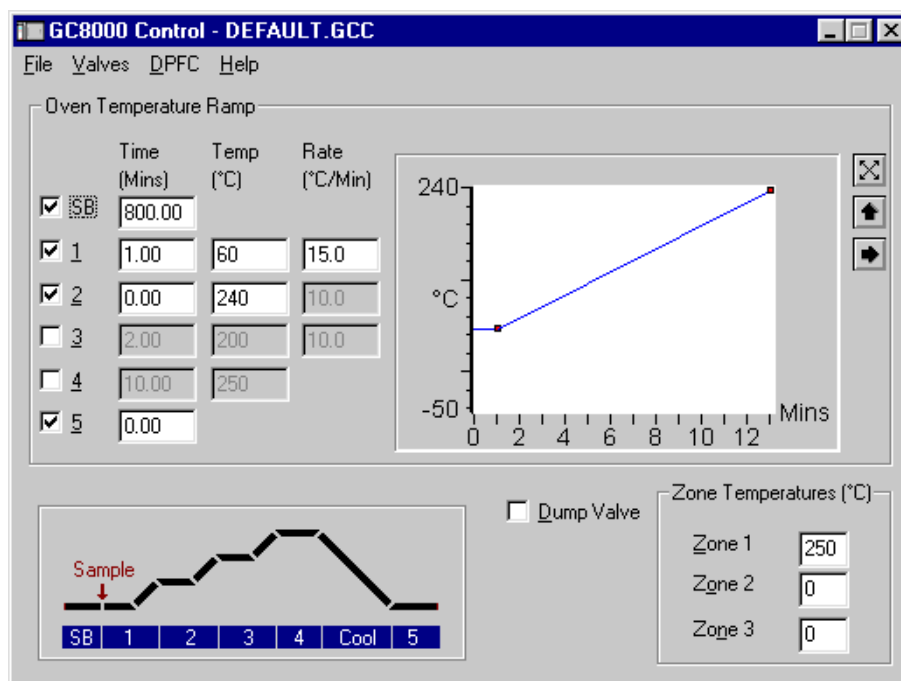 GC8000 Control - DEFAULT.GCC
File Valves DPFC Help
Oven Temperature Ramp
Time Temp Rate
(Mins) (°C) (°C/Min)
SB 800.00
1 1.00 60 15.0
2 0.00 240 10.0
3 2.00 200 10.0
4 10.00 250
5 0.00
240
°C
-50
0 2 4 6 8 10 12
Mins
Dump Valve
Zone Temperatures (°C)
Zone 1 250
Zone 2 0
Zone 3 0
Sample
SB 1 2 3 4 Cool 5